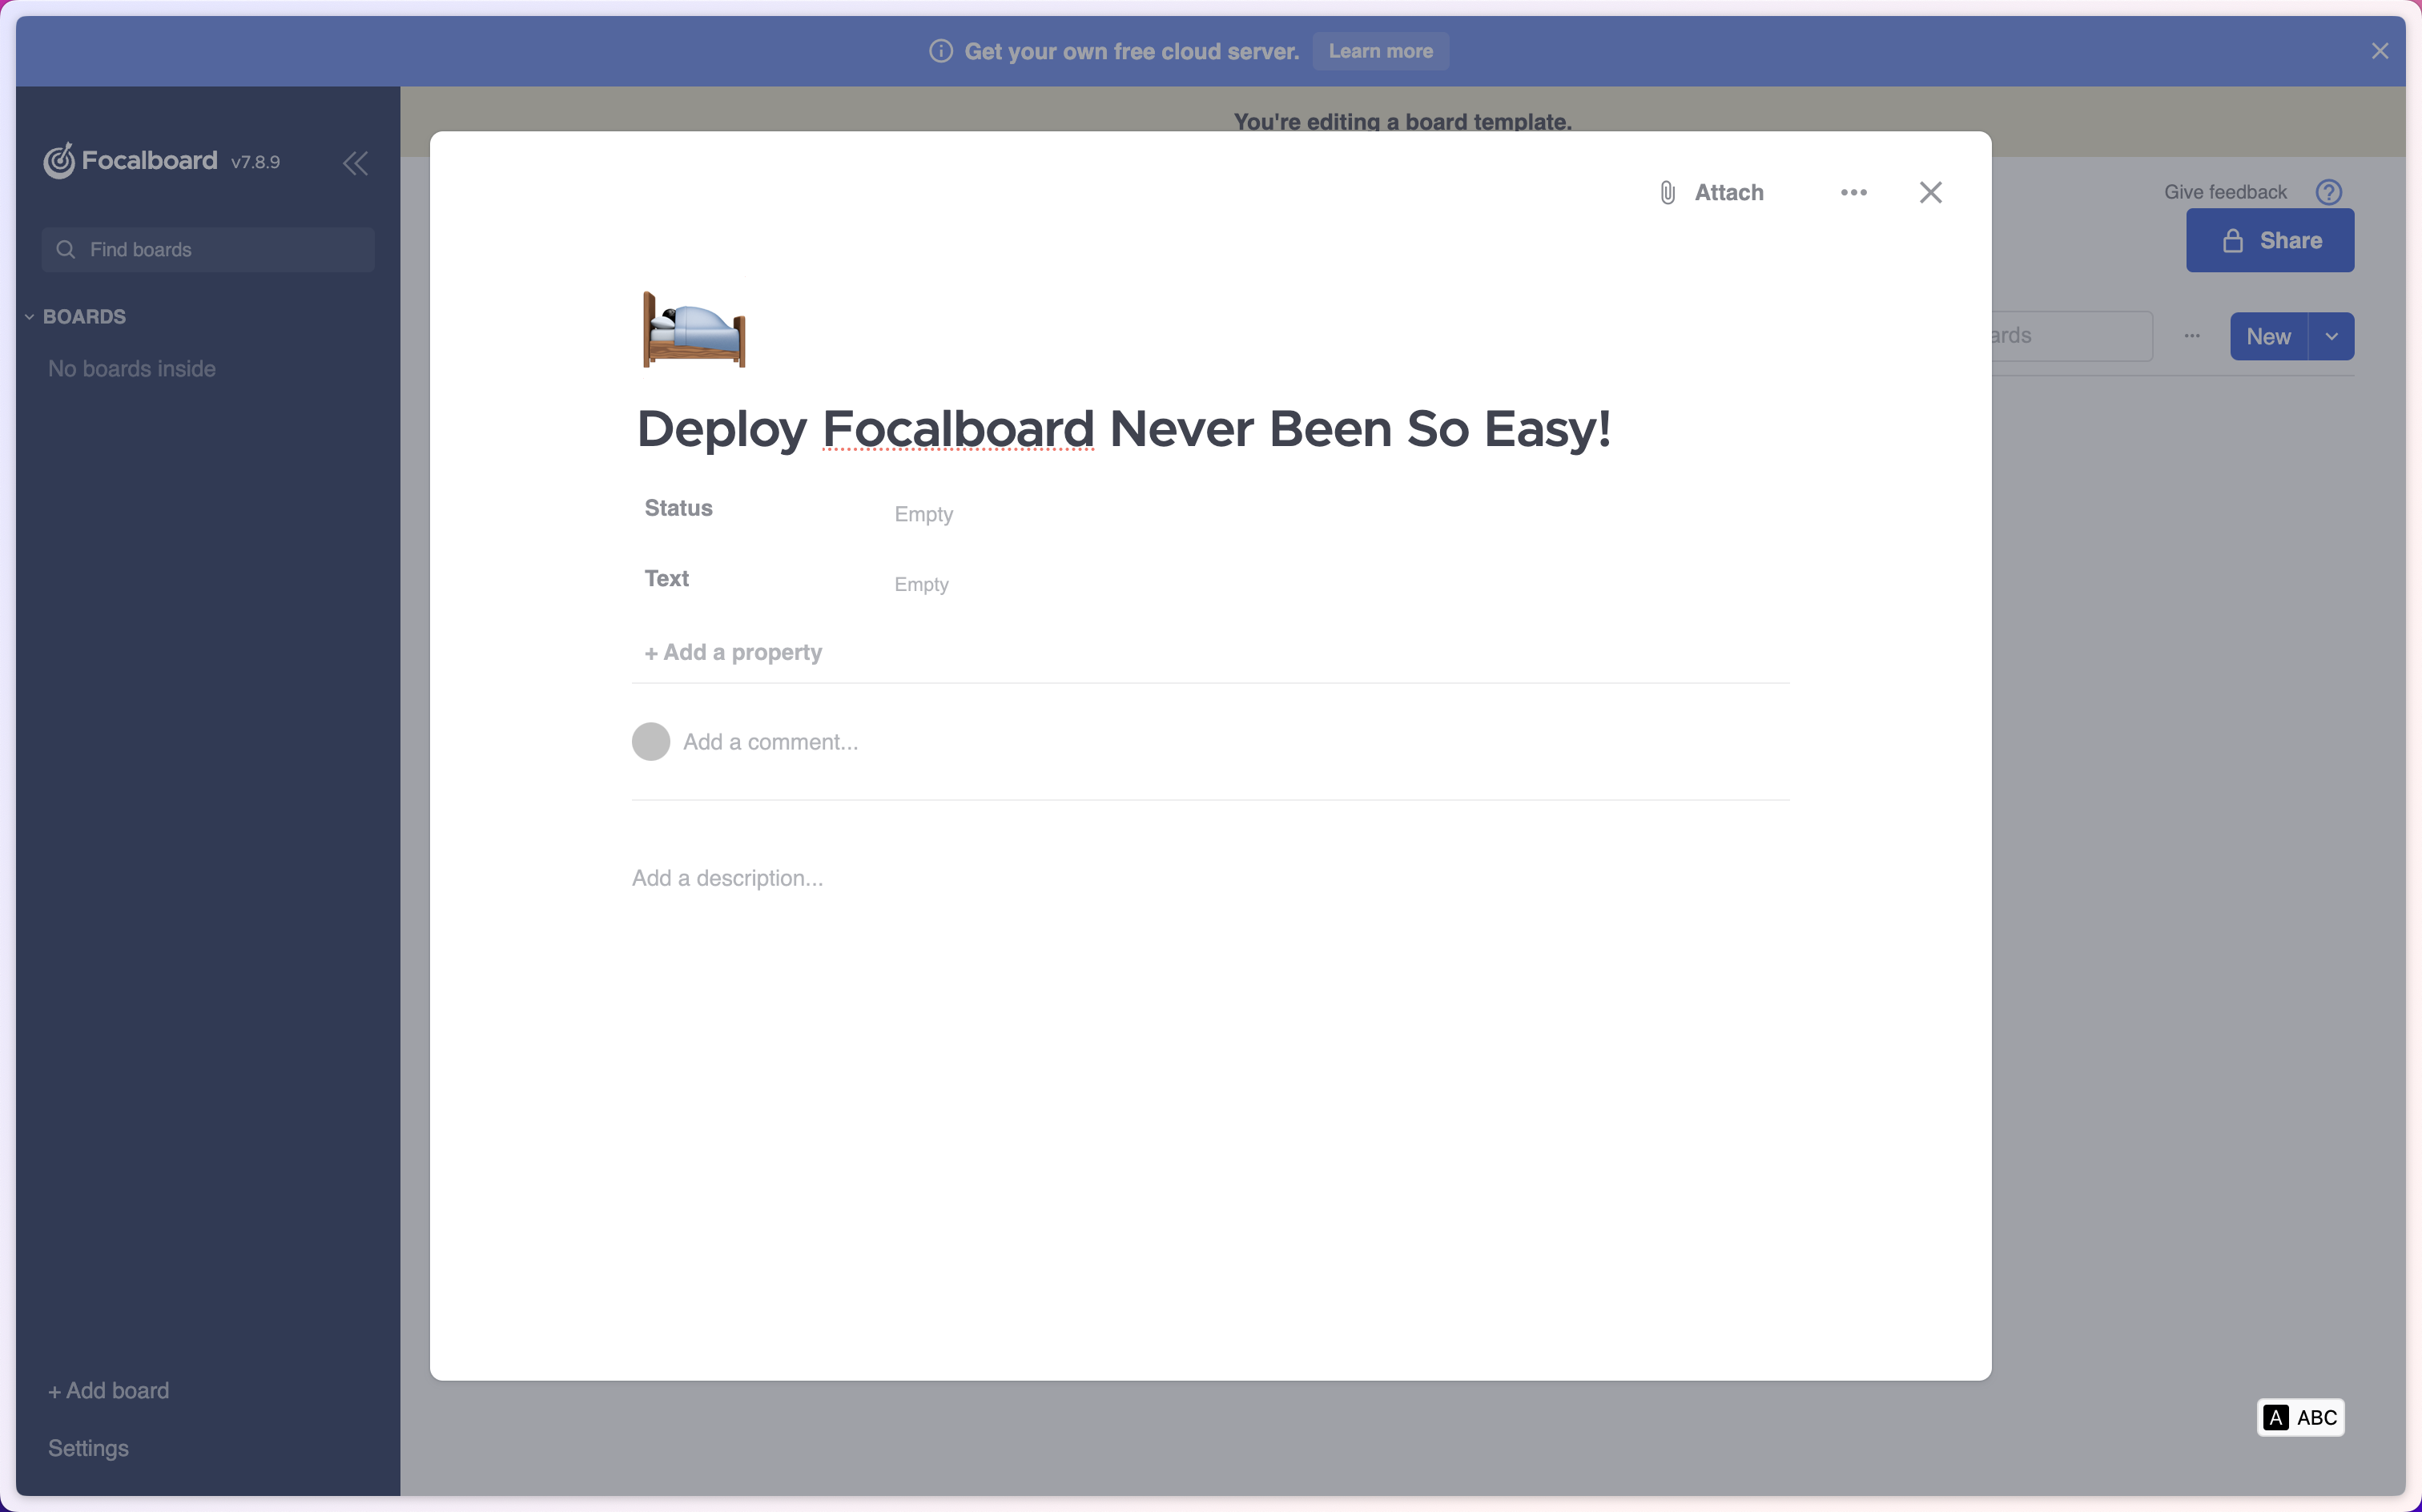 Get your own free cloud server. Learn more
You're editing a board template.
Focalboard v7.8.9
Attach
Give feedback
Share
Find boards
BOARDS
ards
New
No boards inside
Deploy Focalboard Never Been So Easy!
Status Empty
Text Empty
+ Add a property
Add a comment...
Add a description...
+ Add board
A ABC
Settings